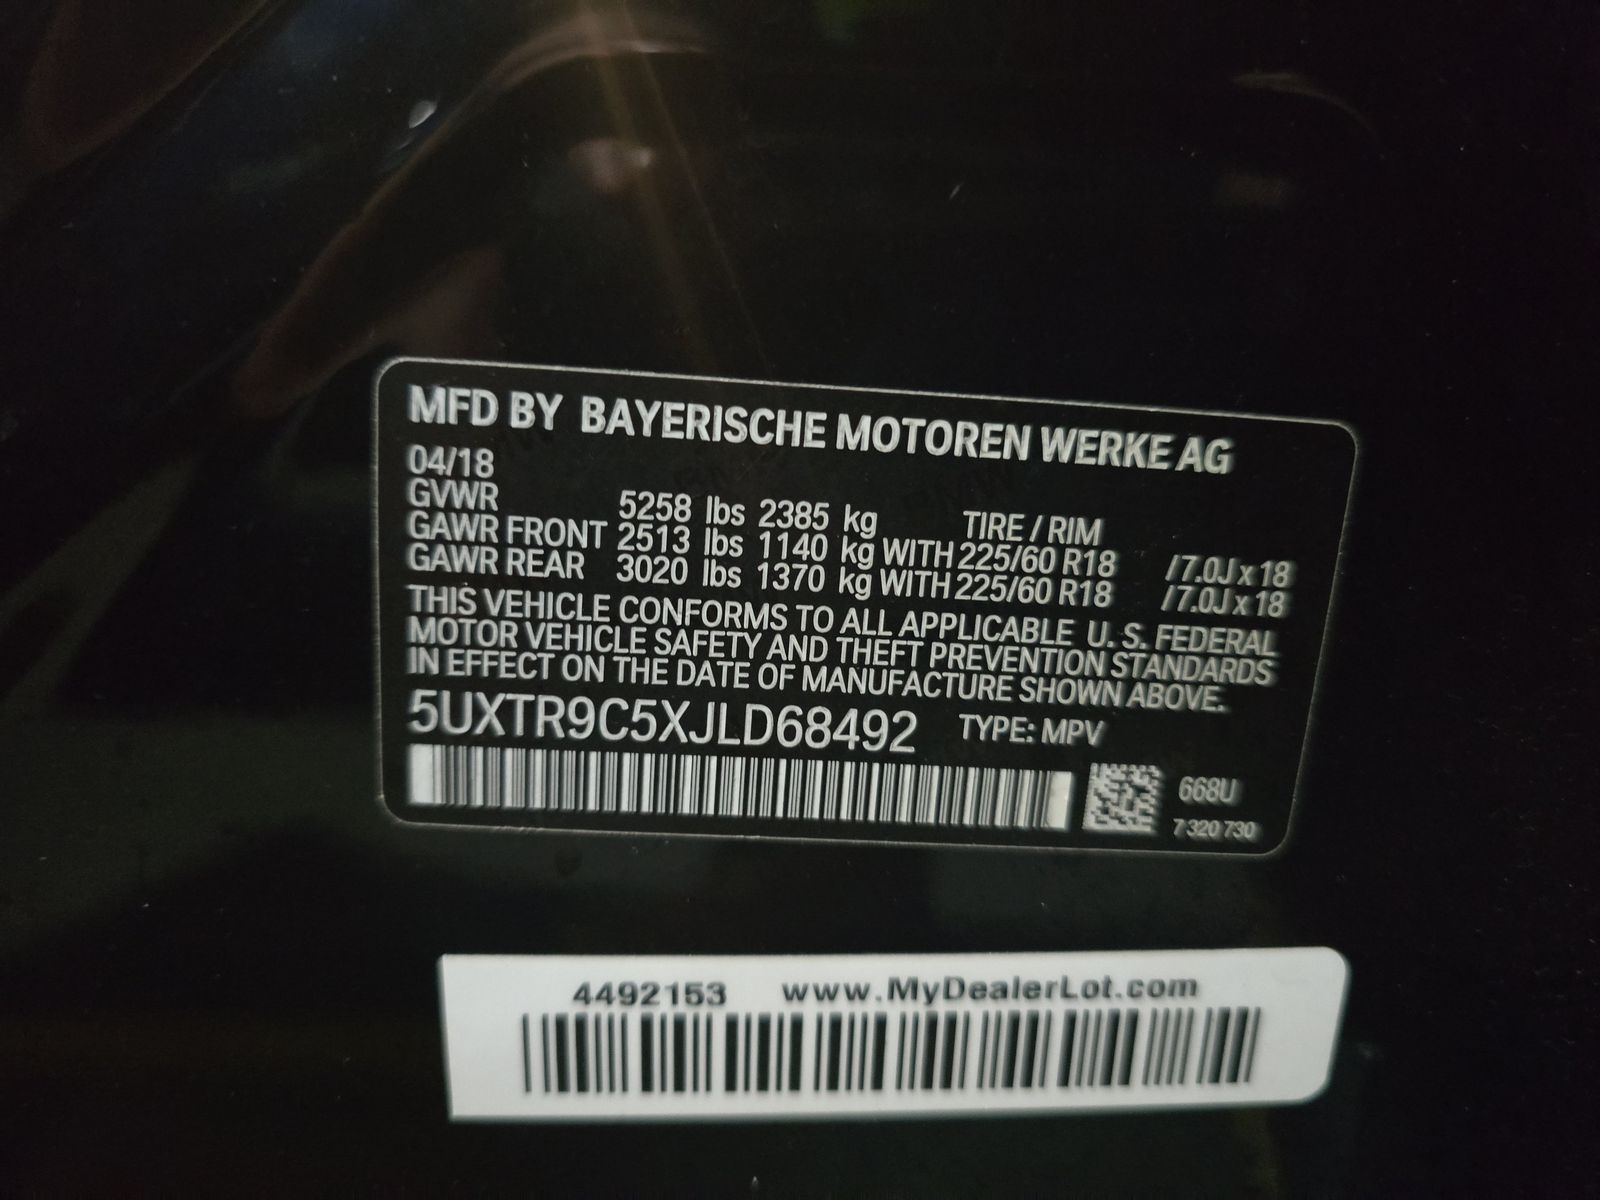 MFD BY BAYERISCHE MOTOREN WERKE AG
04/18
GVWR 5258 lbs 2385 kg TIRE / RIM
GAWR FRONT 2513 lbs 1140 kg WITH 225/60 R18 / 7.0J x 18
GAWR REAR 3020 lbs 1370 kg WITH 225/60 R18 / 7.0J x 18
THIS VEHICLE CONFORMS TO ALL APPLICABLE U. S. FEDERAL
MOTOR VEHICLE SAFETY AND THEFT PREVENTION STANDARDS
IN EFFECT ON THE DATE OF MANUFACTURE SHOWN ABOVE.
5UXTR9C5XJLD68492 TYPE: MPV
668U
7 320 730
4492153 www.MyDealerLot.com